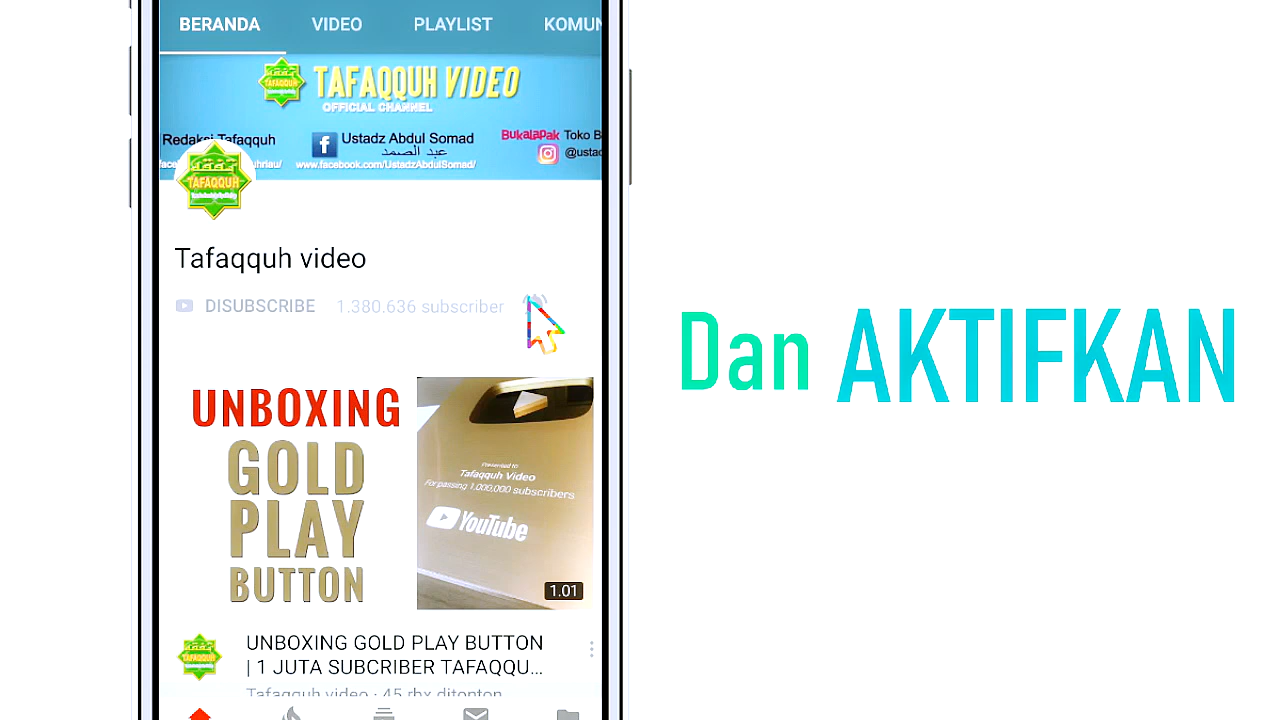 BERANDA VIDEO PLAYLIST KOMUN
TAFAQQUH VIDEO
OFFICIAL CHANNEL
Redaksi Tafaqquh
Ustadz Abdul Somad
عبد الصمد
www.facebook.com/UstadzAbdulSomad/
BukaLapak Toko B
@ustad
TAFAQQUH
Tafaqquh video
DISUBSCRIBE 1.380.636 subscriber
UNBOXING
GOLD
PLAY
BUTTON
Presented to
Tafaqquh Video
For passing 1,000,000 subscribers
YouTube
1.01
UNBOXING GOLD PLAY BUTTON
| 1 JUTA SUBCRIBER TAFAQQU...
Tafaqquh video · 45 rbx ditonton
Dan AKTIFKAN